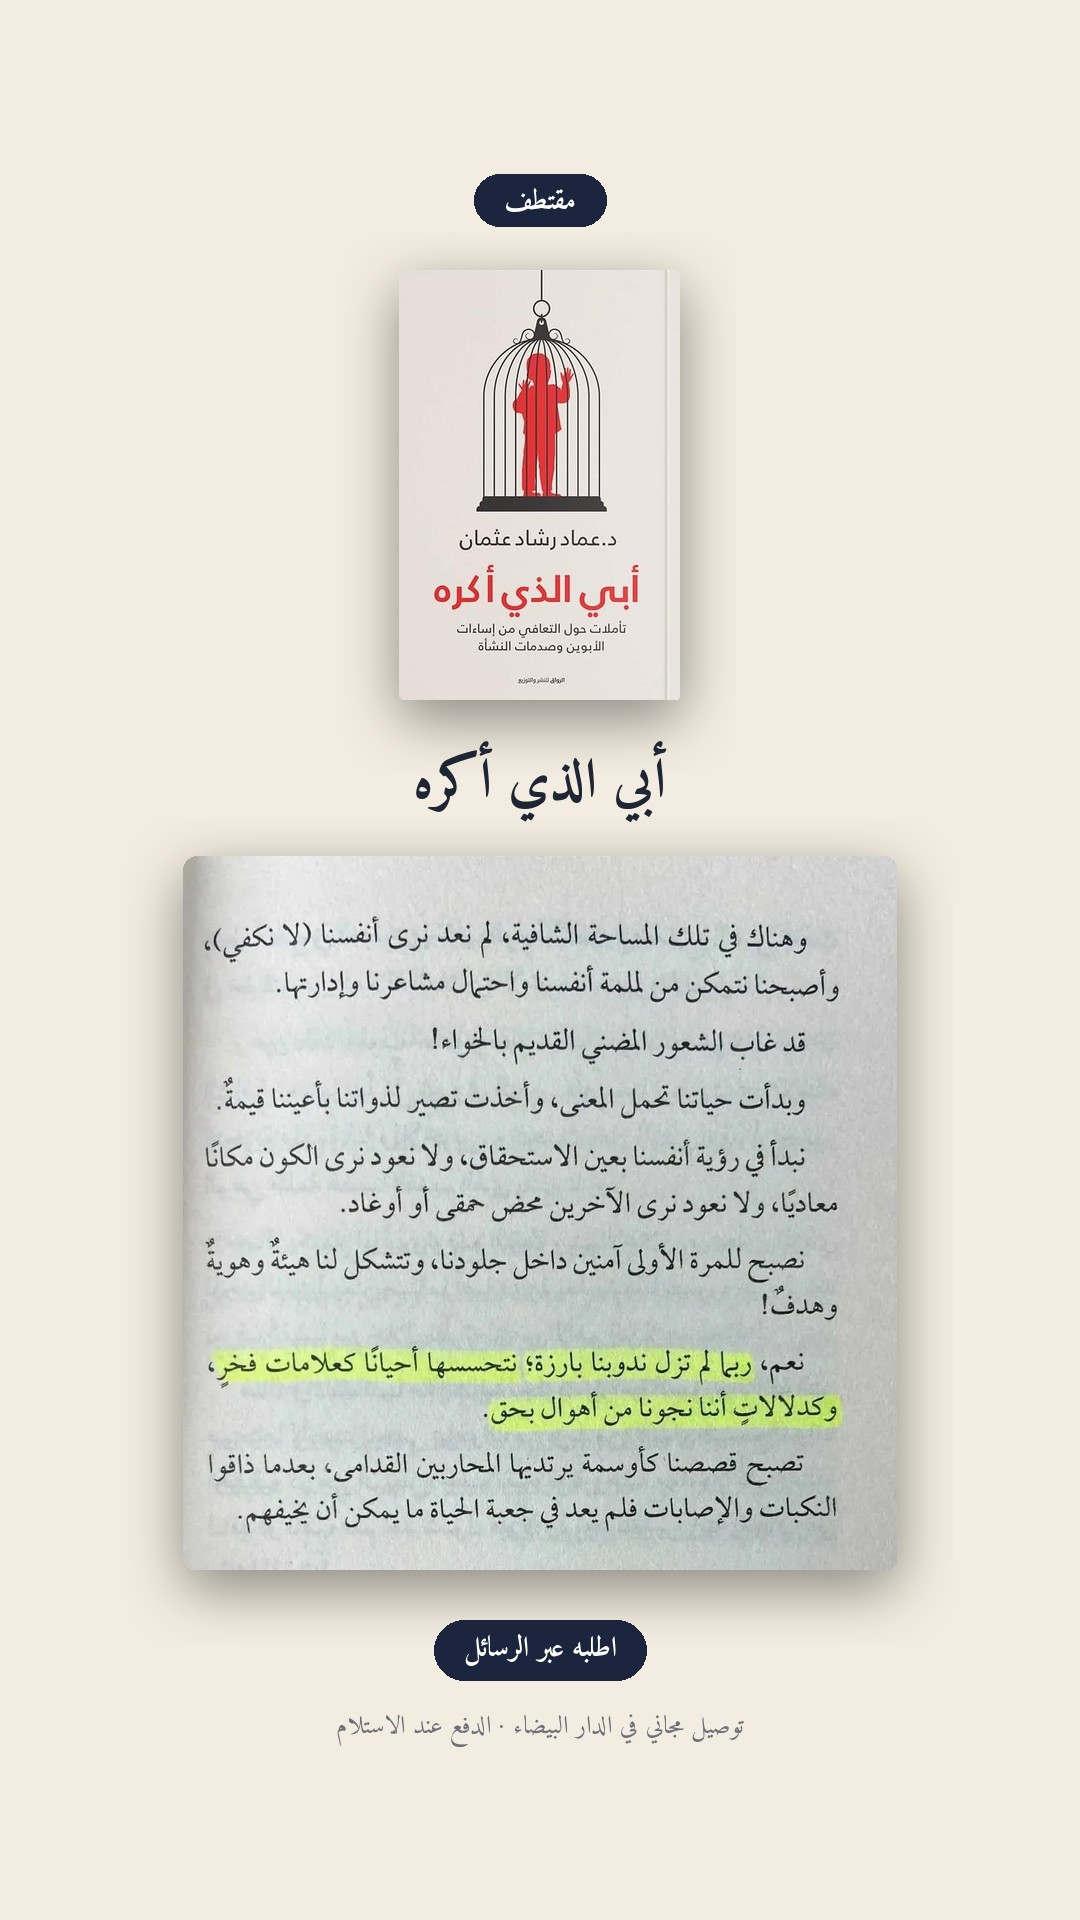 مقتطف
د.عماد رشاد عثمان
أبي الذي أكره
تأملات حول التعافي من إساءات
الأبوين وصدمات النشأة
الرواق للنشر والتوزيع
أبي الذي أكره
وهناك في تلك المساحة الشافية، لم نعد نرى أنفسنا (لا نكفي)،
وأصبحنا نتمكن من لملمة أنفسنا واحتمال مشاعرنا وإدارتها.
قد غاب الشعور المضني القديم بالخواء!
وبدأت حياتنا تحمل المعنى، وأخذت تصير لذواتنا بأعيننا قيمةٌ.
نبدأ في رؤية أنفسنا بعين الاستحقاق، ولا نعود نرى الكون مكانًا
معاديًا، ولا نعود نرى الآخرين محض حمقى أو أوغاد.
نصبح للمرة الأولى آمنين داخل جلودنا، وتتشكل لنا هيئةٌ وهويةٌ
وهدفٌ!
نعم، ربما لم تزل ندوبنا بارزة؛ نتحسسها أحيانًا كعلامات فخرٍ،
وكدلالاتٍ أننا نجونا من أهوال بحق.
تصبح قصصنا كأوسمة يرتديها المحاربين القدامى، بعدما ذاقوا
النكبات والإصابات فلم يعد في جعبة الحياة ما يمكن أن يخيفهم.
اطلبه عبر الرسائل
توصيل مجاني في الدار البيضاء · الدفع عند الاستلام